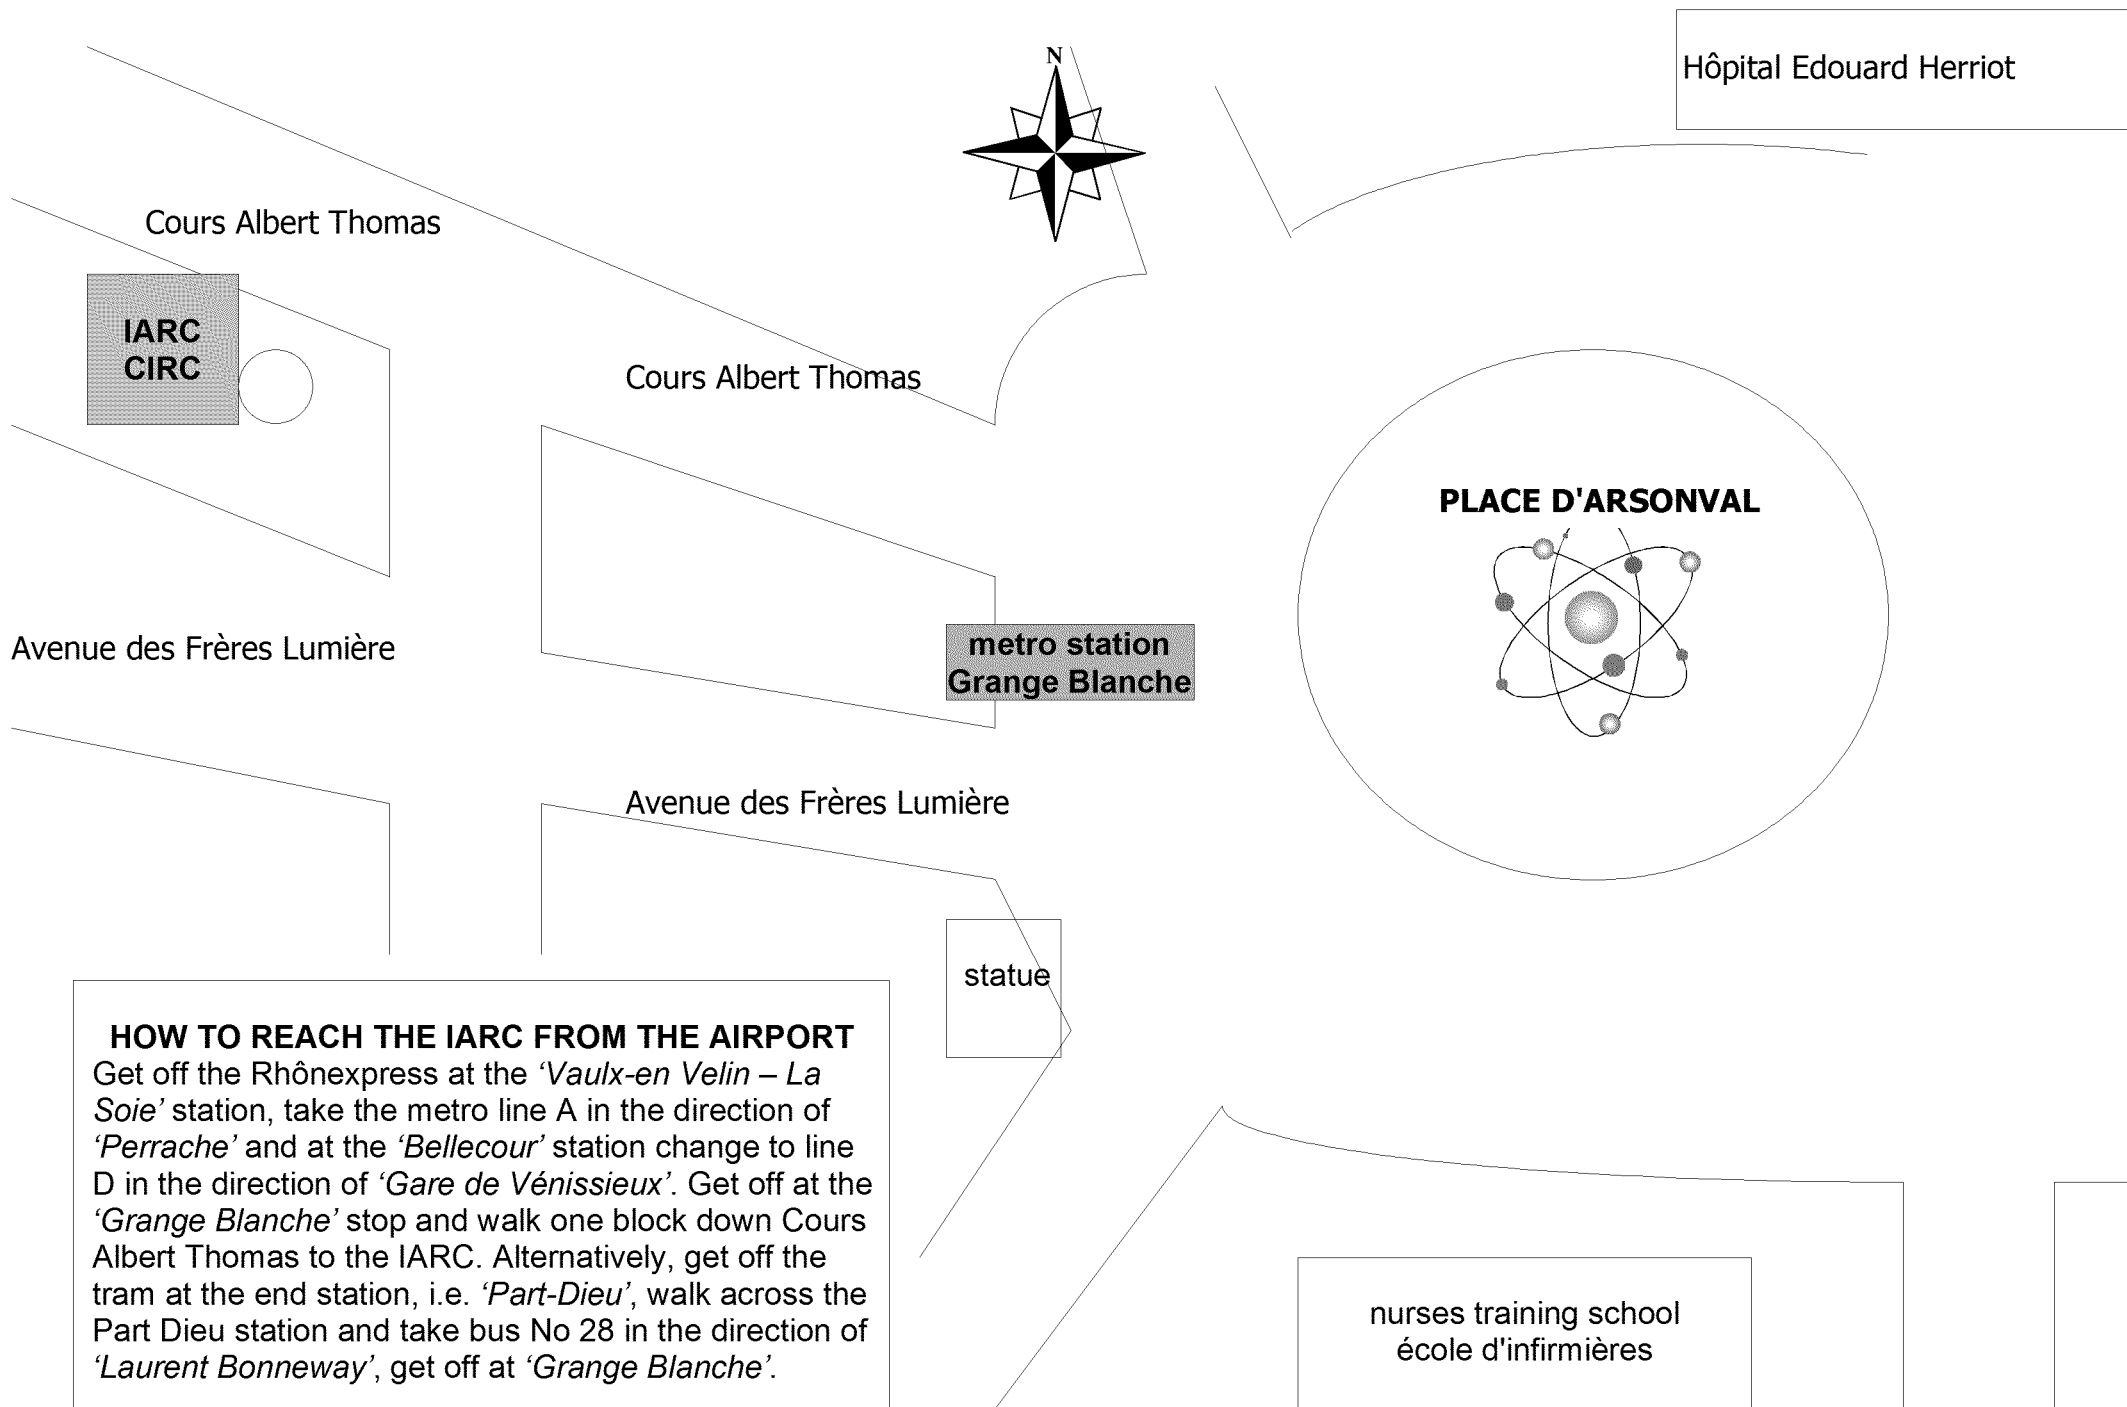 N
Hôpital Edouard Herriot
Cours Albert Thomas
IARC
CIRC
Cours Albert Thomas
PLACE D'ARSONVAL
metro station
Grange Blanche
Avenue des Frères Lumière
Avenue des Frères Lumière
statue
HOW TO REACH THE IARC FROM THE AIRPORT
Get off the Rhônexpress at the ‘Vaulx-en Velin – La
Soie’ station, take the metro line A in the direction of
‘Perrache’ and at the ‘Bellecour’ station change to line
D in the direction of ‘Gare de Vénissieux’. Get off at the
‘Grange Blanche’ stop and walk one block down Cours
Albert Thomas to the IARC. Alternatively, get off the
tram at the end station, i.e. ‘Part-Dieu’, walk across the
Part Dieu station and take bus No 28 in the direction of
‘Laurent Bonneway’, get off at ‘Grange Blanche’.
nurses training school
école d'infirmières